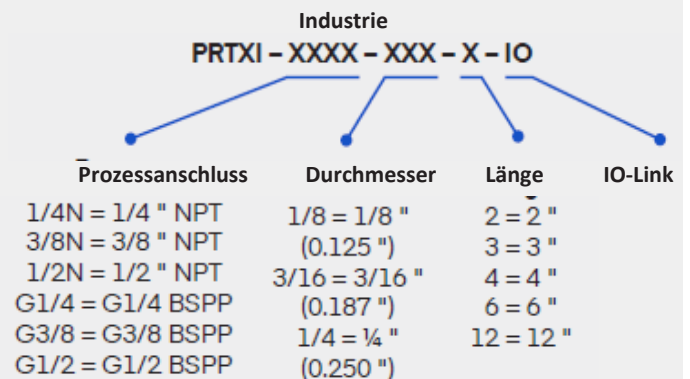 Industrie
PRTXI – XXXX – XXX – X – IO
Prozessanschluss
1/4N = 1/4 " NPT
3/8N = 3/8 " NPT
1/2N = 1/2 " NPT
G1/4 = G1/4 BSPP
G3/8 = G3/8 BSPP
G1/2 = G1/2 BSPP
Durchmesser
1/8 = 1/8 "
(0.125 ")
3/16 = 3/16 "
(0.187 ")
1/4 = ¼ "
(0.250 ")
Länge
2 = 2 "
3 = 3 "
4 = 4 "
6 = 6 "
12 = 12 "
IO-Link